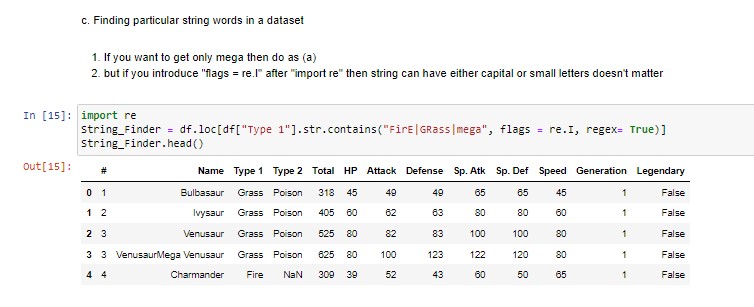 c. Finding particular string words in a dataset
1. If you want to get only mega then do as (a)
2. but if you introduce "flags = re.I" after "import re" then string can have either capital or small letters doesn't matter
In [15]: import re
String_Finder = df.loc[df["Type 1"].str.contains("FirE|GRass|mega", flags = re.I, regex= True)]
String_Finder.head()
Out[15]:
# Name Type 1 Type 2 Total HP Attack Defense Sp. Atk Sp. Def Speed Generation Legendary
0 1 Bulbasaur Grass Poison 318 45 49 49 65 65 45 1 False
1 2 Ivysaur Grass Poison 405 60 62 63 80 80 60 1 False
2 3 Venusaur Grass Poison 525 80 82 83 100 100 80 1 False
3 3 VenusaurMega Venusaur Grass Poison 625 80 100 123 122 120 80 1 False
4 4 Charmander Fire NaN 309 39 52 43 60 50 65 1 False